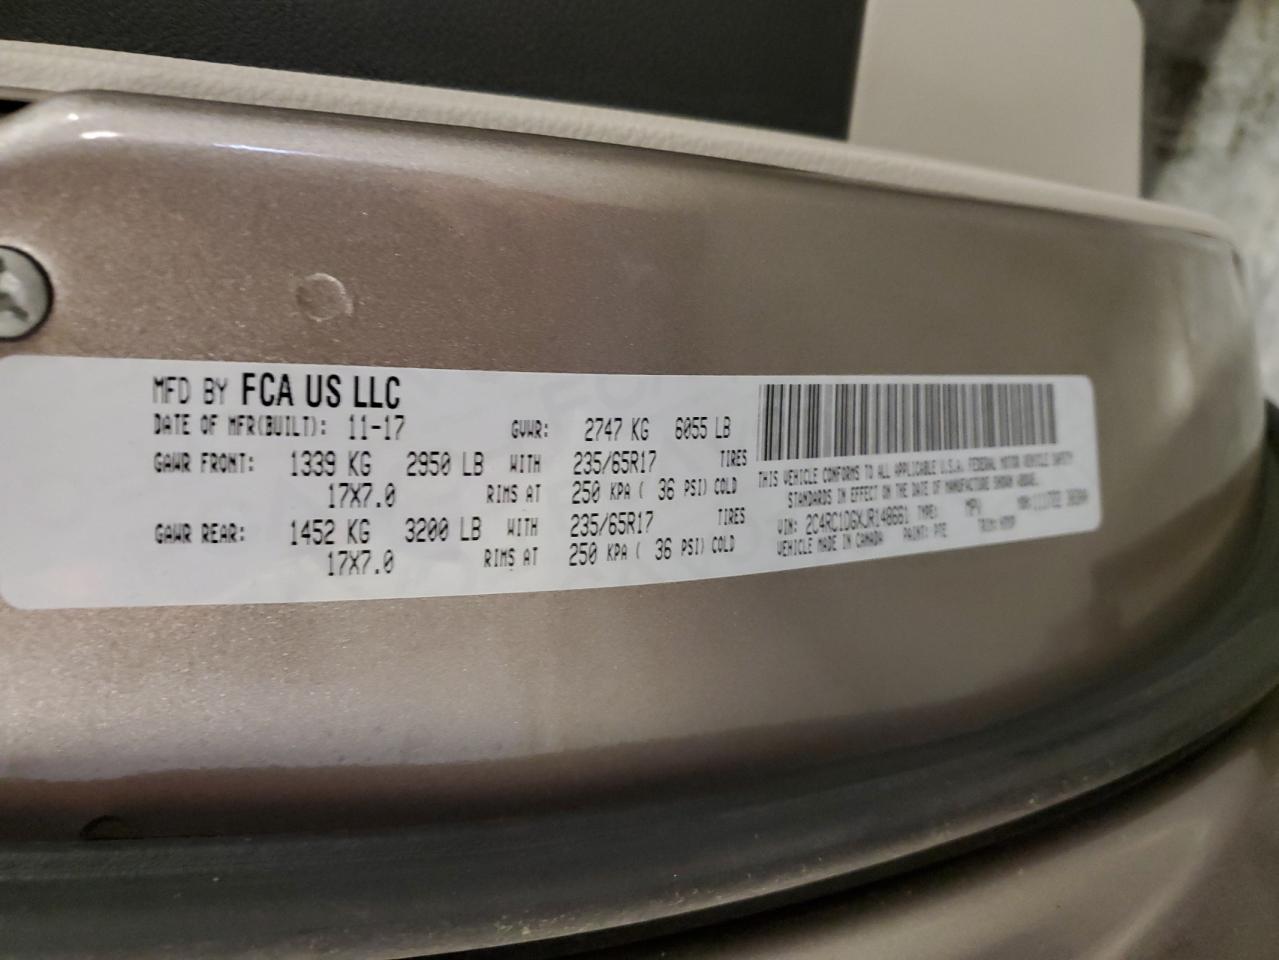 MFD BY FCA US LLC
DATE OF MFR(BUILT): 11-17 GVWR: 2747 KG 6055 LB
GAWR FRONT: 1339 KG 2950 LB WITH 235/65R17 TIRES
17X7.0 RIMS AT 250 KPA ( 36 PSI) COLD
GAWR REAR: 1452 KG 3200 LB WITH 235/65R17 TIRES
17X7.0 RIMS AT 250 KPA ( 36 PSI) COLD
THIS VEHICLE CONFORMS TO ALL APPLICABLE U.S.A. FEDERAL MOTOR VEHICLE SAFETY
STANDARDS IN EFFECT ON THE DATE OF MANUFACTURE SHOWN ABOVE.
VIN: 2C4RC1DGXJR148661 TYPE: MPV
VEHICLE MADE IN CANADA PAINT: PTE TRIM: